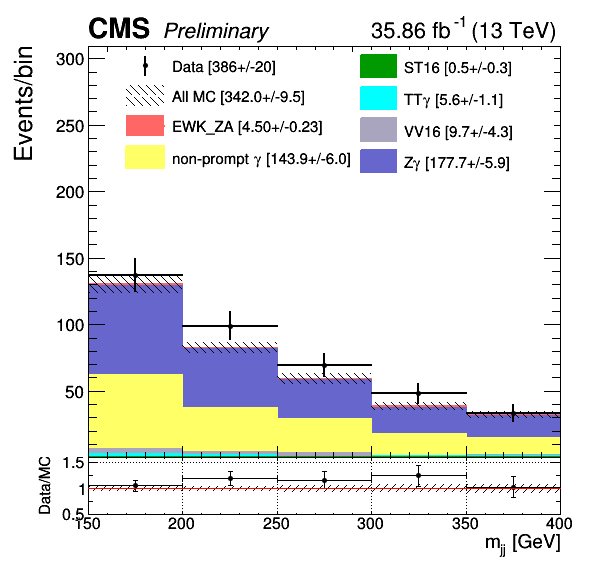 CMS Preliminary 35.86 fb⁻¹ (13 TeV)
Events/bin
300
250
200
150
100
50
Data [386+/-20]
All MC [342.0+/-9.5]
EWK_ZA [4.50+/-0.23]
non-prompt γ [143.9+/-6.0]
ST16 [0.5+/-0.3]
TTγ [5.6+/-1.1]
VV16 [9.7+/-4.3]
Zγ [177.7+/-5.9]
Data/MC
1.5
1
0.5
150 200 250 300 350 400
m_jj [GeV]